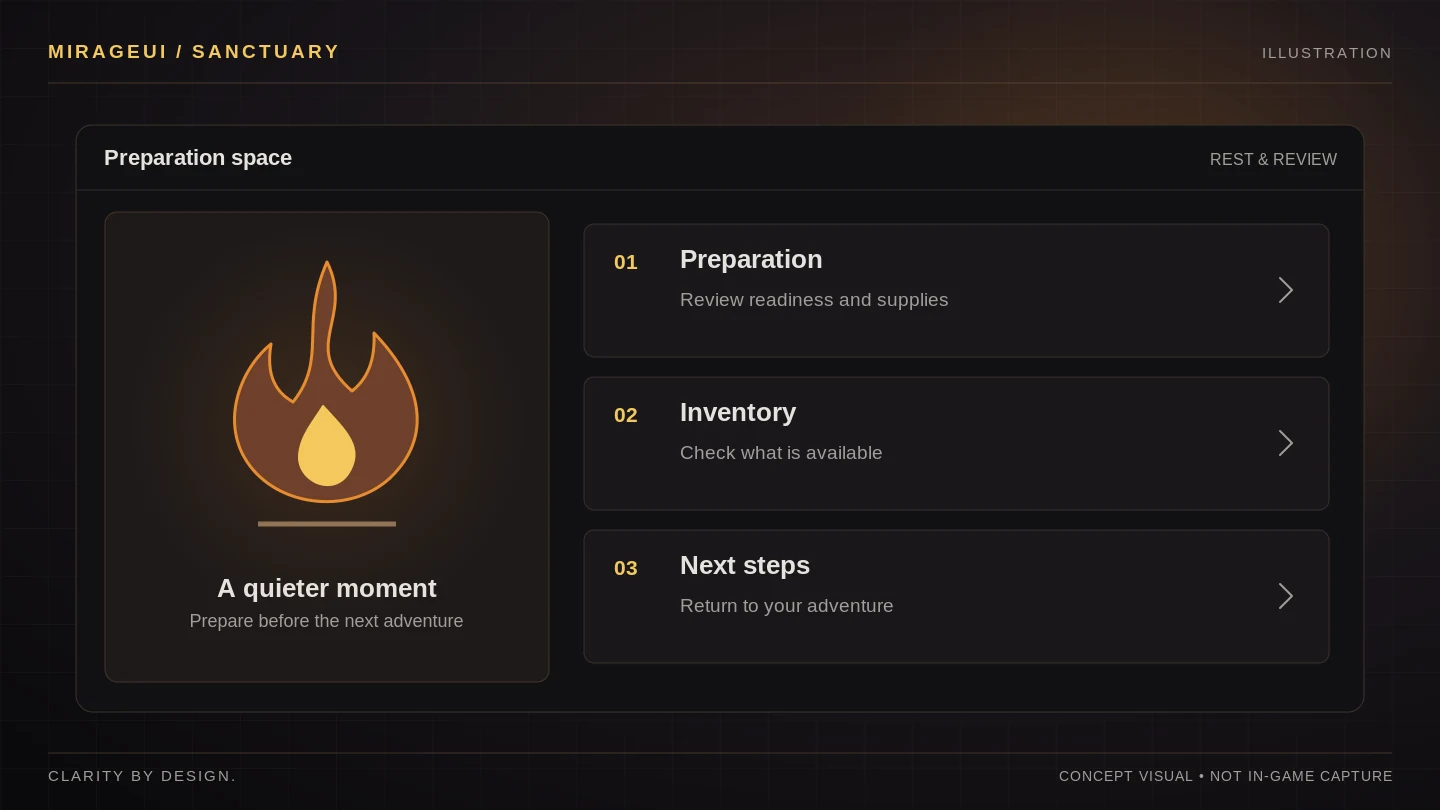 MIRAGEUI / SANCTUARY
ILLUSTRATION
Preparation space
REST & REVIEW
A quieter moment
Prepare before the next adventure
01
Preparation
Review readiness and supplies
02
Inventory
Check what is available
03
Next steps
Return to your adventure
CLARITY BY DESIGN.
CONCEPT VISUAL • NOT IN-GAME CAPTURE